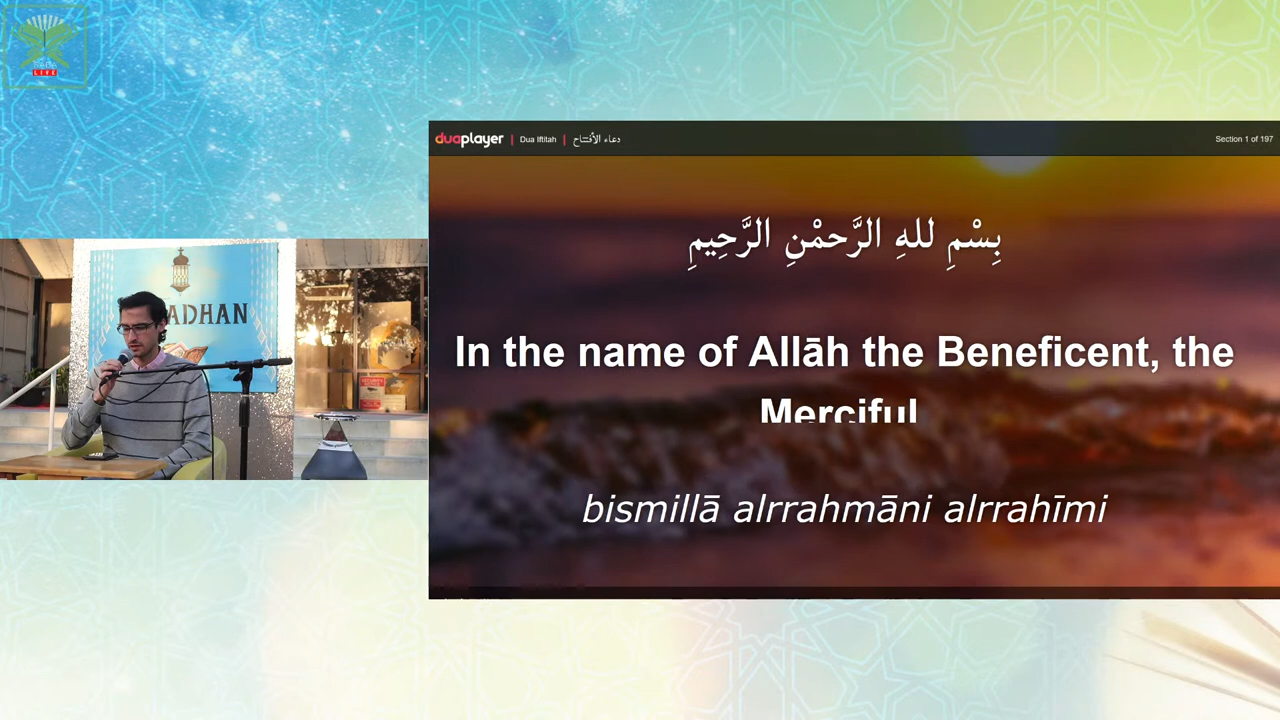 LIVE
duaplayer | Dua Iftitah | دعاء الأفتتاح
Section 1 of 197
بِسْمِ للهِ الرَّحمْنِ الرَّحِيمِ
In the name of Allāh the Beneficent, the
Merciful
bismillā alrrahmāni alrrahīmi
ADHAN